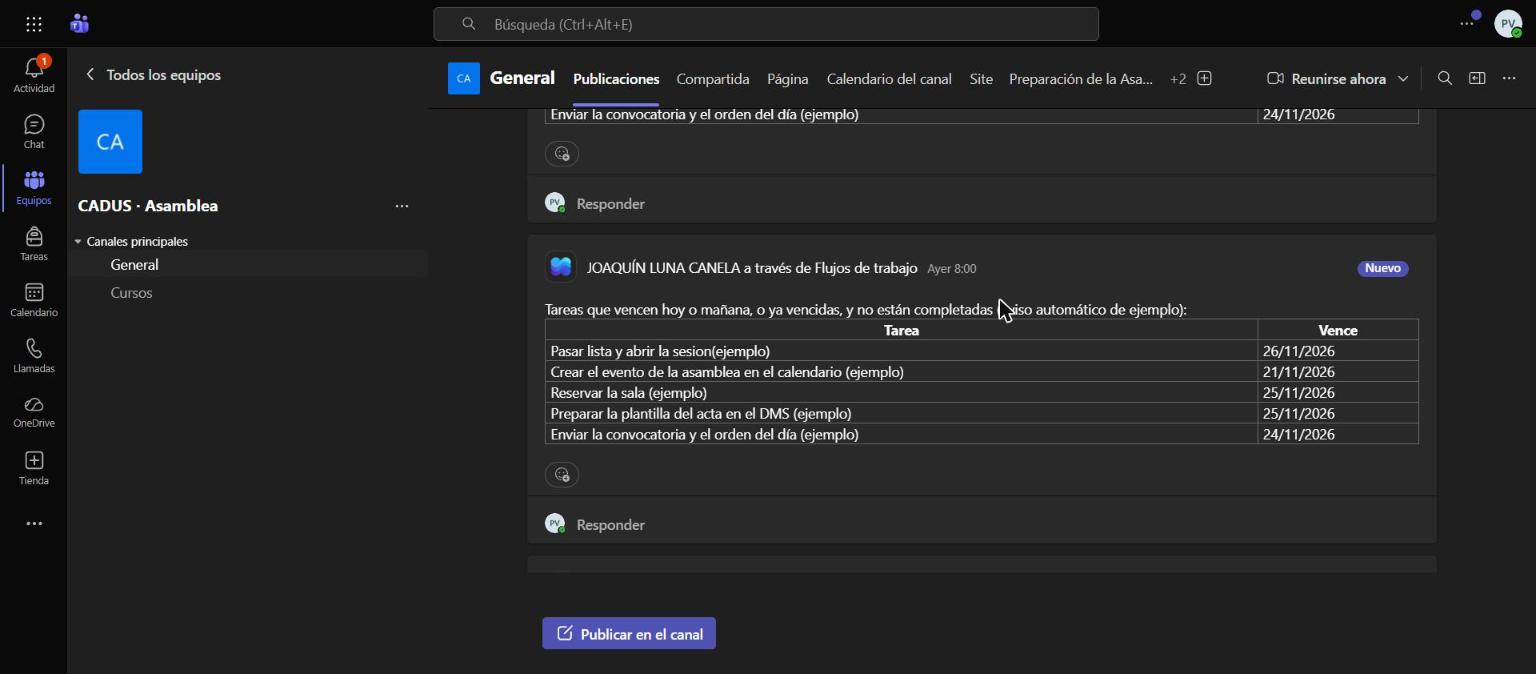 Búsqueda (Ctrl+Alt+E)
PV
1
Actividad
Chat
Equipos
Tareas
Calendario
Llamadas
OneDrive
Tienda
Todos los equipos
CA
CADUS · Asamblea
Canales principales
General
Cursos
CA General Publicaciones Compartida Página Calendario del canal Site Preparación de la Asa... +2 Reunirse ahora
Enviar la convocatoria y el orden del día (ejemplo) 24/11/2026
PV Responder
JOAQUÍN LUNA CANELA a través de Flujos de trabajo Ayer 8:00 Nuevo
Tareas que vencen hoy o mañana, o ya vencidas, y no están completadas automático de ejemplo):
Tarea Vence
Pasar lista y abrir la sesion(ejemplo) 26/11/2026
Crear el evento de la asamblea en el calendario (ejemplo) 21/11/2026
Reservar la sala (ejemplo) 25/11/2026
Preparar la plantilla del acta en el DMS (ejemplo) 25/11/2026
Enviar la convocatoria y el orden del día (ejemplo) 24/11/2026
PV Responder
Publicar en el canal